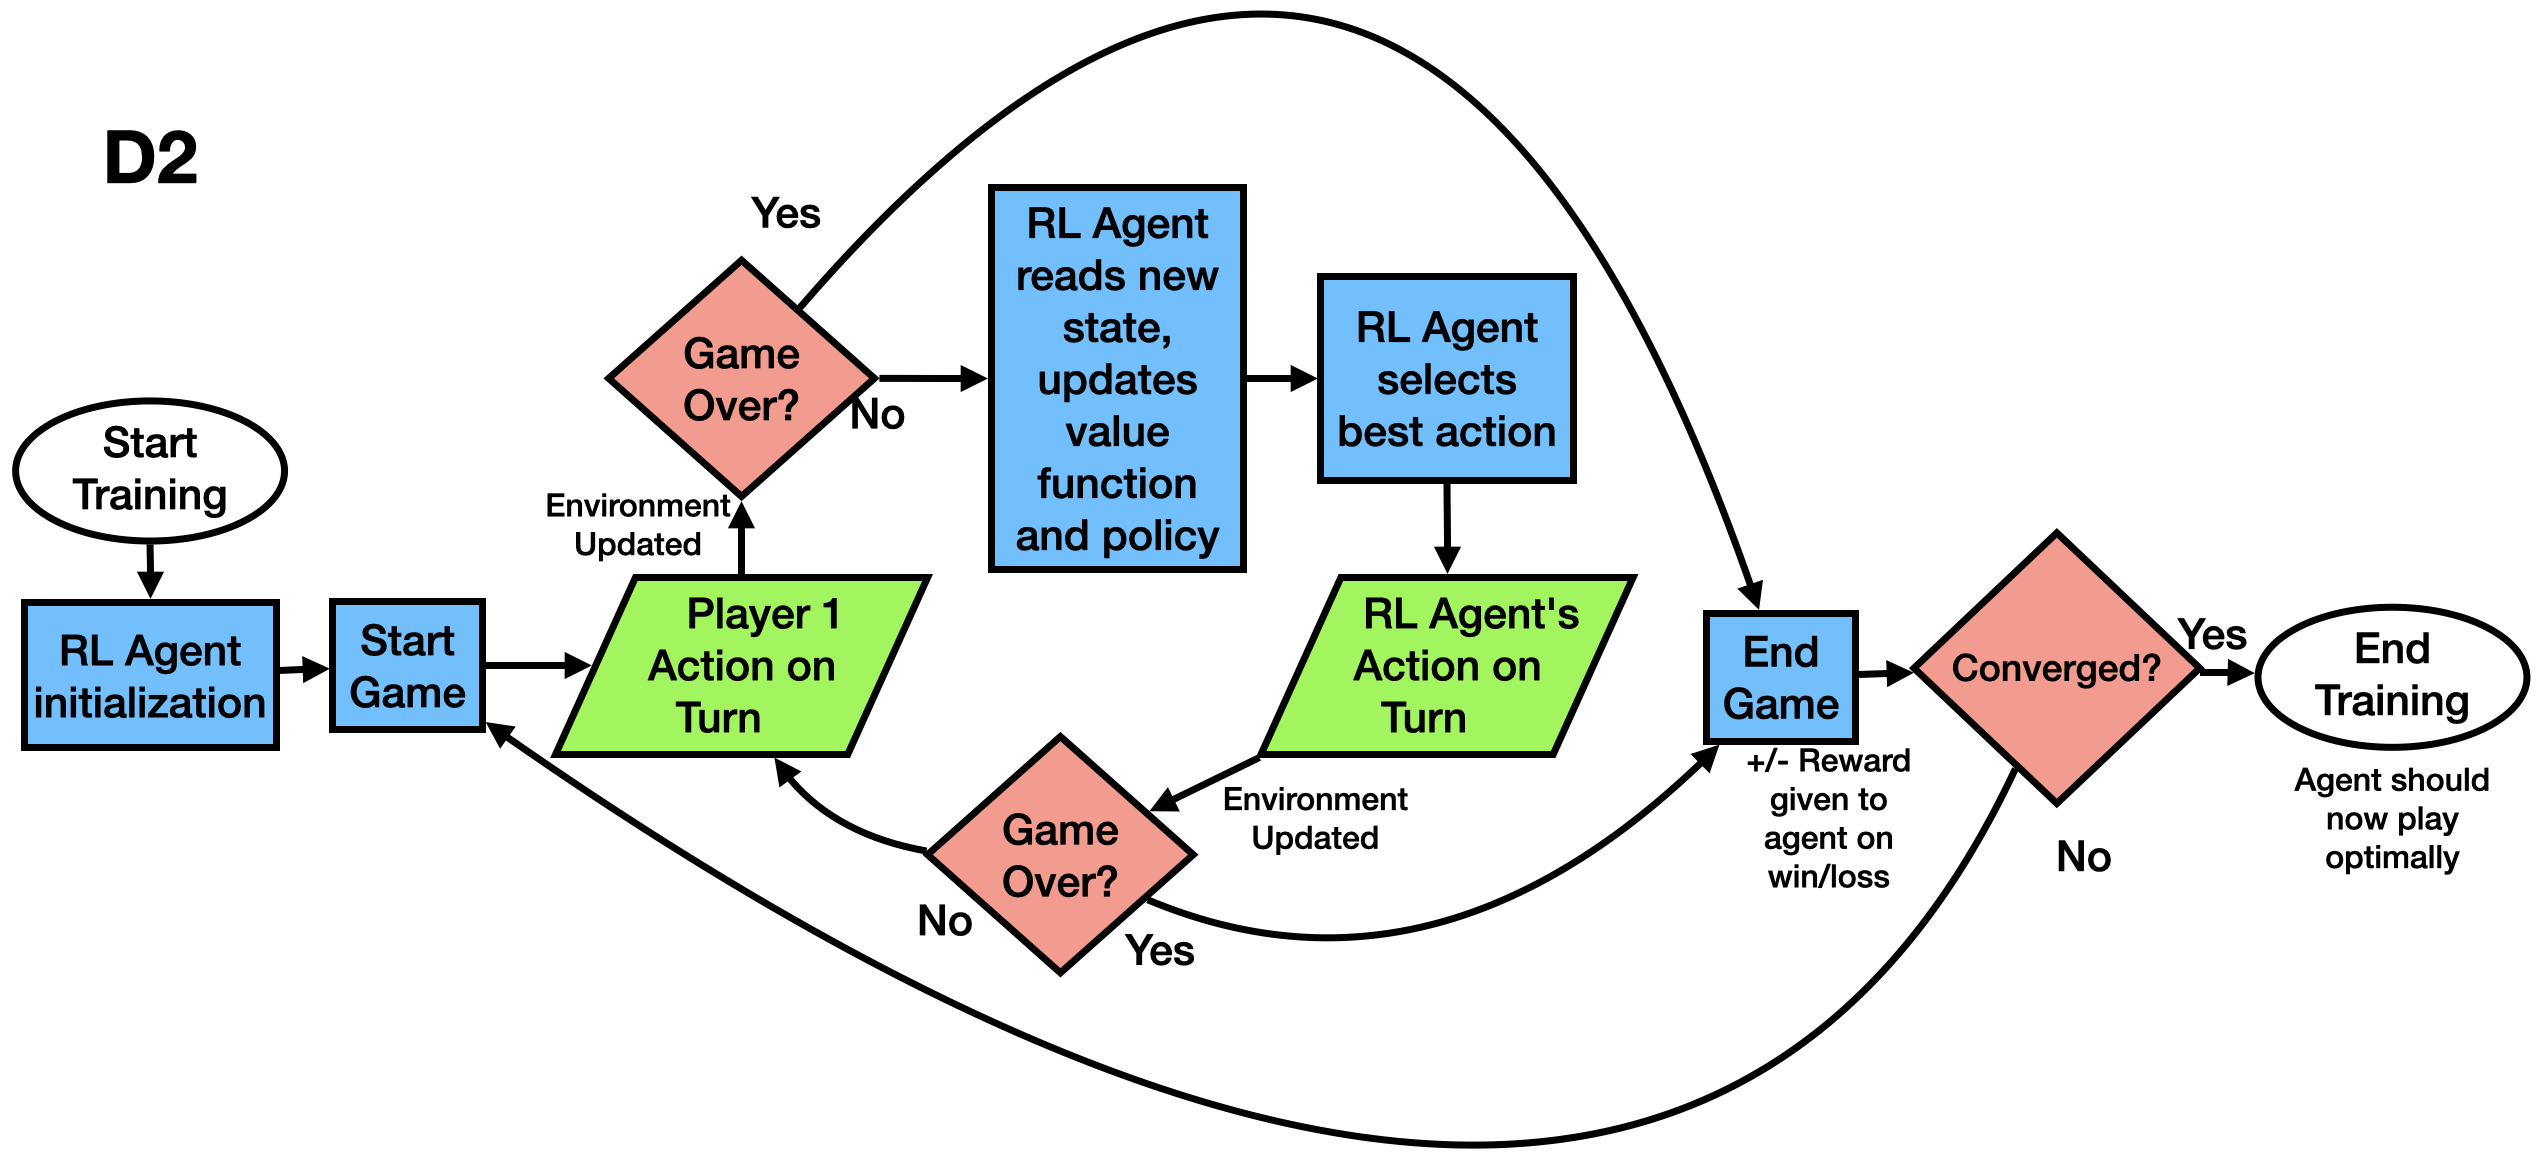 D2
Start
Training
RL Agent
initialization
Start
Game
Player 1
Action on
Turn
Environment
Updated
Game
Over?
Yes
No
RL Agent
reads new
state,
updates
value
function
and policy
RL Agent
selects
best action
RL Agent's
Action on
Turn
Environment
Updated
Game
Over?
No
Yes
End
Game
+/- Reward
given to
agent on
win/loss
Converged?
Yes
No
End
Training
Agent should
now play
optimally